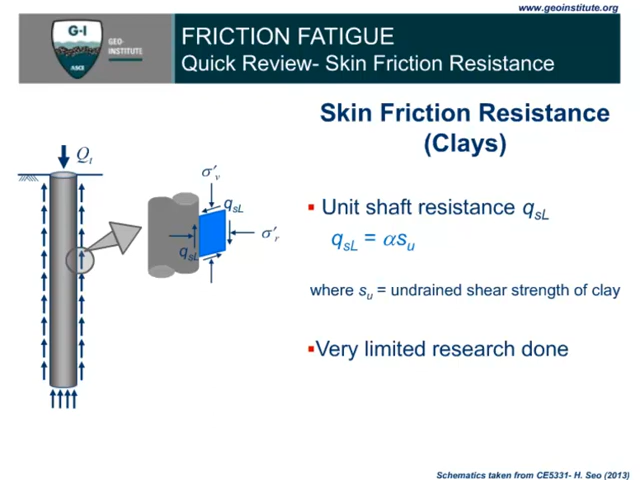 www.geoinstitute.org
G-I
GEO-
INSTITUTE
ASCE
FRICTION FATIGUE
Quick Review- Skin Friction Resistance
Skin Friction Resistance
(Clays)
Qt
σ′v
qsL
σ′r
qsL
▪ Unit shaft resistance qsL
qsL = αsu
where su = undrained shear strength of clay
▪Very limited research done
Schematics taken from CE5331- H. Seo (2013)